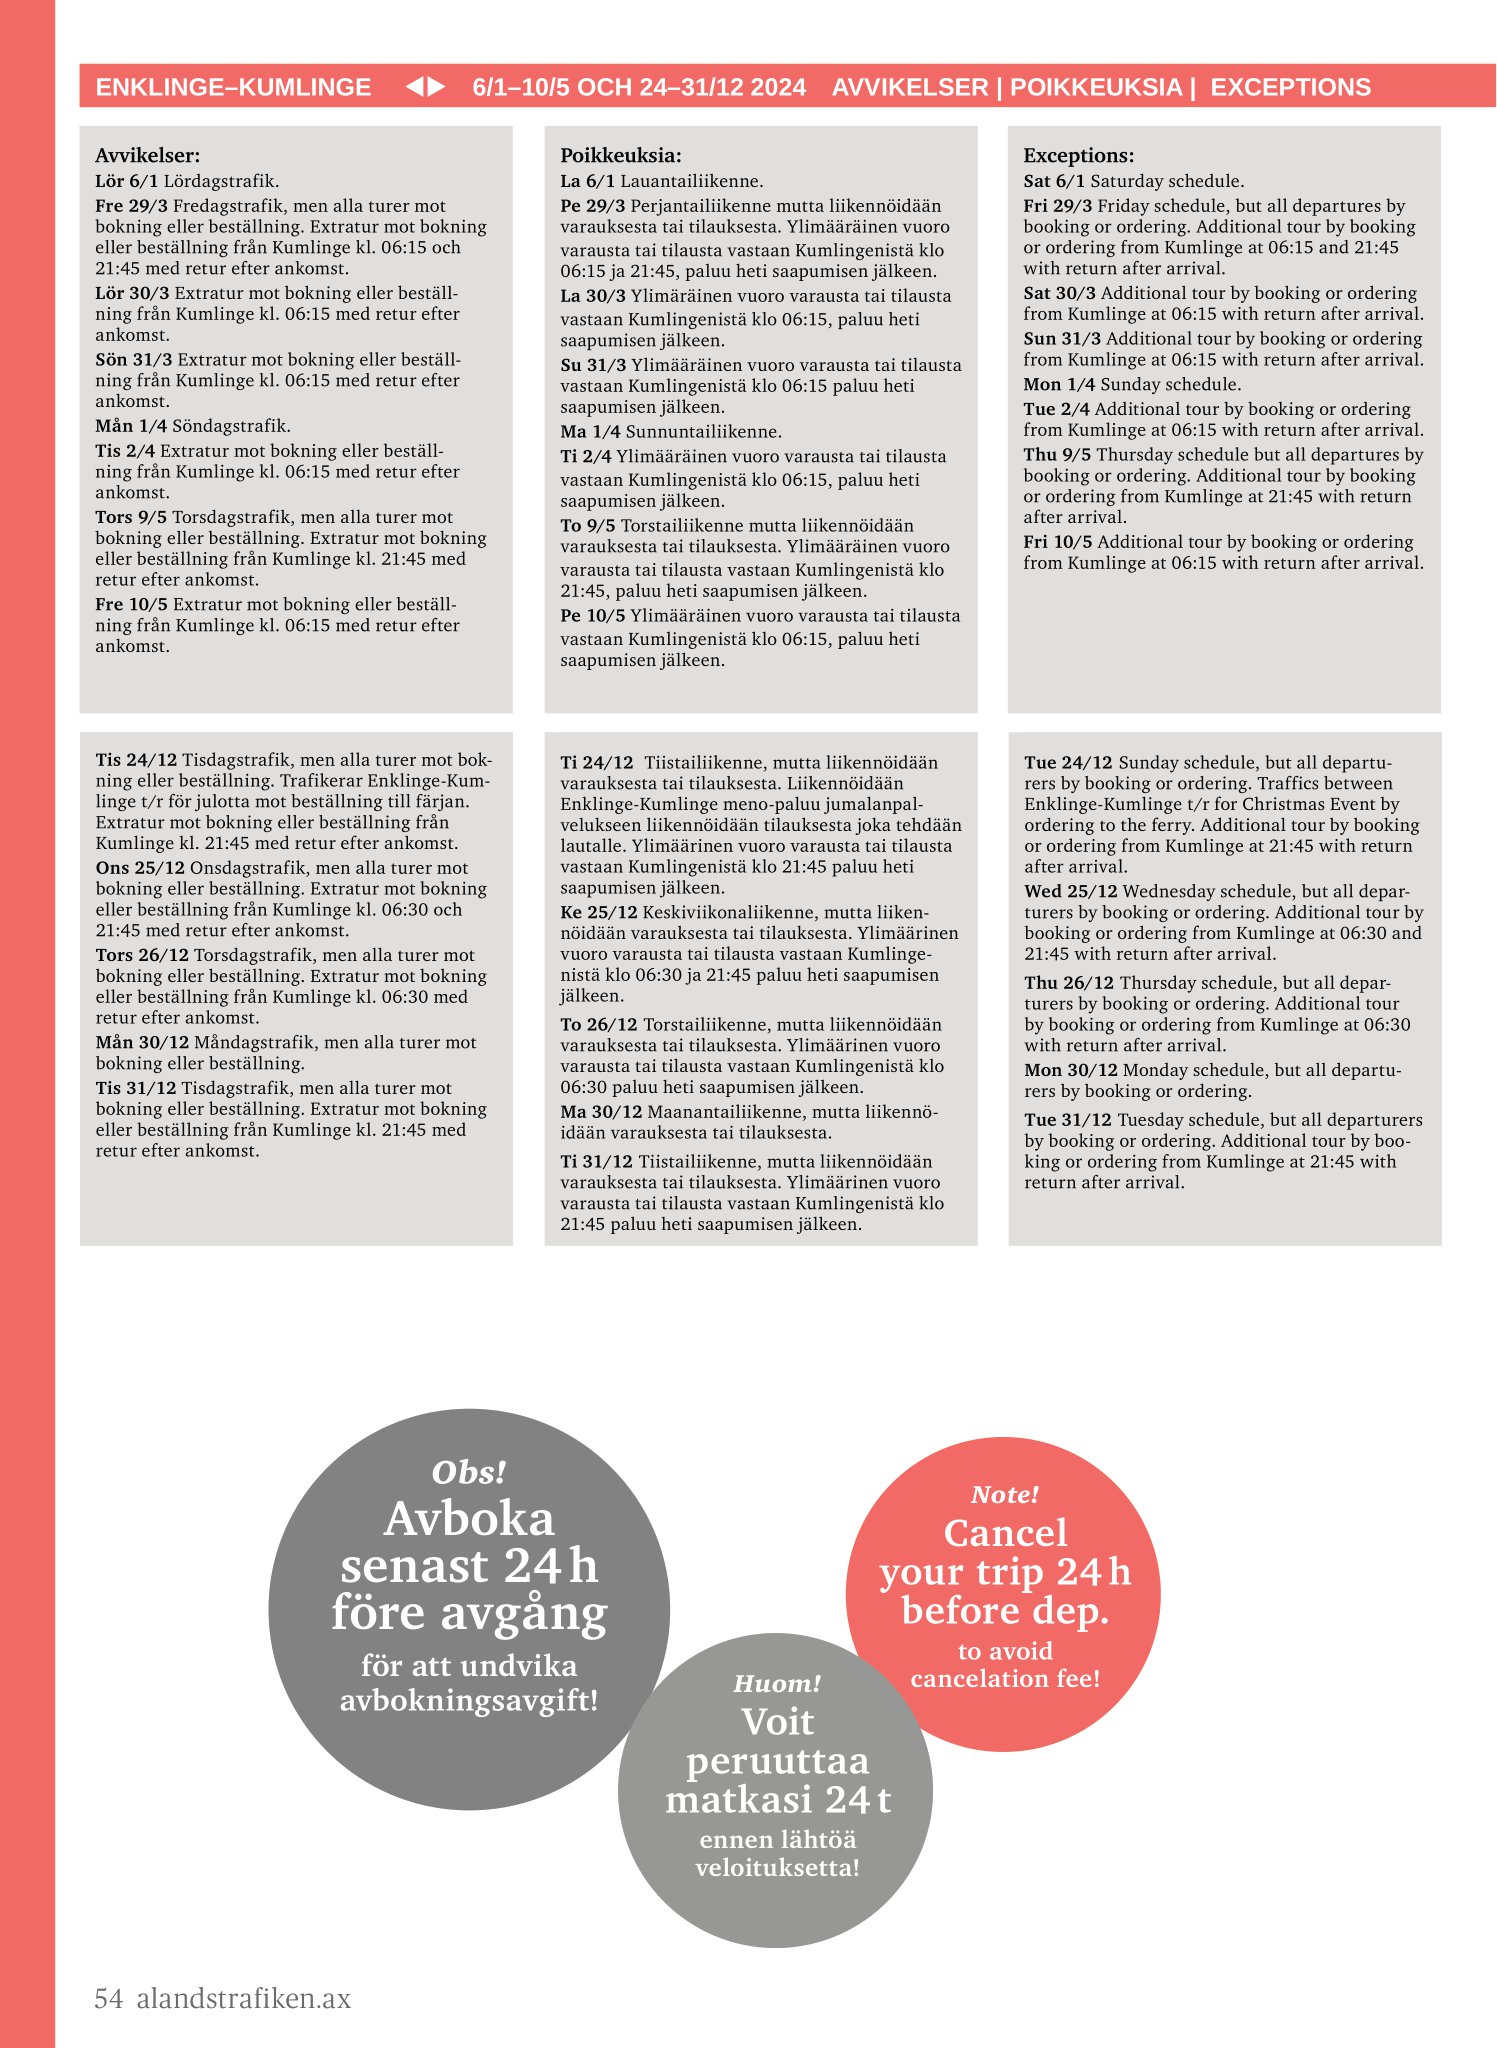 ENKLINGE–KUMLINGE ◀▶ 6/1–10/5 OCH 24–31/12 2024 AVVIKELSER | POIKKEUKSIA | EXCEPTIONS
Avvikelser:
Lör 6/1 Lördagstrafik.
Fre 29/3 Fredagstrafik, men alla turer mot
bokning eller beställning. Extratur mot bokning
eller beställning från Kumlinge kl. 06:15 och
21:45 med retur efter ankomst.
Lör 30/3 Extratur mot bokning eller beställ-
ning från Kumlinge kl. 06:15 med retur efter
ankomst.
Sön 31/3 Extratur mot bokning eller beställ-
ning från Kumlinge kl. 06:15 med retur efter
ankomst.
Mån 1/4 Söndagstrafik.
Tis 2/4 Extratur mot bokning eller beställ-
ning från Kumlinge kl. 06:15 med retur efter
ankomst.
Tors 9/5 Torsdagstrafik, men alla turer mot
bokning eller beställning. Extratur mot bokning
eller beställning från Kumlinge kl. 21:45 med
retur efter ankomst.
Fre 10/5 Extratur mot bokning eller beställ-
ning från Kumlinge kl. 06:15 med retur efter
ankomst.
Poikkeuksia:
La 6/1 Lauantailiikenne.
Pe 29/3 Perjantailiikenne mutta liikennöidään
varauksesta tai tilauksesta. Ylimääräinen vuoro
varausta tai tilausta vastaan Kumlingenistä klo
06:15 ja 21:45, paluu heti saapumisen jälkeen.
La 30/3 Ylimäräinen vuoro varausta tai tilausta
vastaan Kumlingenistä klo 06:15, paluu heti
saapumisen jälkeen.
Su 31/3 Ylimääräinen vuoro varausta tai tilausta
vastaan Kumlingenistä klo 06:15 paluu heti
saapumisen jälkeen.
Ma 1/4 Sunnuntailiikenne.
Ti 2/4 Ylimääräinen vuoro varausta tai tilausta
vastaan Kumlingenistä klo 06:15, paluu heti
saapumisen jälkeen.
To 9/5 Torstailiikenne mutta liikennöidään
varauksesta tai tilauksesta. Ylimääräinen vuoro
varausta tai tilausta vastaan Kumlingenistä klo
21:45, paluu heti saapumisen jälkeen.
Pe 10/5 Ylimääräinen vuoro varausta tai tilausta
vastaan Kumlingenistä klo 06:15, paluu heti
saapumisen jälkeen.
Exceptions:
Sat 6/1 Saturday schedule.
Fri 29/3 Friday schedule, but all departures by
booking or ordering. Additional tour by booking
or ordering from Kumlinge at 06:15 and 21:45
with return after arrival.
Sat 30/3 Additional tour by booking or ordering
from Kumlinge at 06:15 with return after arrival.
Sun 31/3 Additional tour by booking or ordering
from Kumlinge at 06:15 with return after arrival.
Mon 1/4 Sunday schedule.
Tue 2/4 Additional tour by booking or ordering
from Kumlinge at 06:15 with return after arrival.
Thu 9/5 Thursday schedule but all departures by
booking or ordering. Additional tour by booking
or ordering from Kumlinge at 21:45 with return
after arrival.
Fri 10/5 Additional tour by booking or ordering
from Kumlinge at 06:15 with return after arrival.
Tis 24/12 Tisdagstrafik, men alla turer mot bok-
ning eller beställning. Trafikerar Enklinge-Kum-
linge t/r för julotta mot beställning till färjan.
Extratur mot bokning eller beställning från
Kumlinge kl. 21:45 med retur efter ankomst.
Ons 25/12 Onsdagstrafik, men alla turer mot
bokning eller beställning. Extratur mot bokning
eller beställning från Kumlinge kl. 06:30 och
21:45 med retur efter ankomst.
Tors 26/12 Torsdagstrafik, men alla turer mot
bokning eller beställning. Extratur mot bokning
eller beställning från Kumlinge kl. 06:30 med
retur efter ankomst.
Mån 30/12 Måndagstrafik, men alla turer mot
bokning eller beställning.
Tis 31/12 Tisdagstrafik, men alla turer mot
bokning eller beställning. Extratur mot bokning
eller beställning från Kumlinge kl. 21:45 med
retur efter ankomst.
Ti 24/12 Tiistailiikenne, mutta liikennöidään
varauksesta tai tilauksesta. Liikennöidään
Enklinge-Kumlinge meno-paluu jumalanpal-
velukseen liikennöidään tilauksesta joka tehdään
lautalle. Ylimäärinen vuoro varausta tai tilausta
vastaan Kumlingenistä klo 21:45 paluu heti
saapumisen jälkeen.
Ke 25/12 Keskiviikonaliikenne, mutta liiken-
nöidään varauksesta tai tilauksesta. Ylimäärinen
vuoro varausta tai tilausta vastaan Kumlinge-
nistä klo 06:30 ja 21:45 paluu heti saapumisen
jälkeen.
To 26/12 Torstailiikenne, mutta liikennöidään
varauksesta tai tilauksesta. Ylimäärinen vuoro
varausta tai tilausta vastaan Kumlingenistä klo
06:30 paluu heti saapumisen jälkeen.
Ma 30/12 Maanantailiikenne, mutta liikennö-
idään varauksesta tai tilauksesta.
Ti 31/12 Tiistailiikenne, mutta liikennöidään
varauksesta tai tilauksesta. Ylimäärinen vuoro
varausta tai tilausta vastaan Kumlingenistä klo
21:45 paluu heti saapumisen jälkeen.
Tue 24/12 Sunday schedule, but all departu-
rers by booking or ordering. Traffics between
Enklinge-Kumlinge t/r for Christmas Event by
ordering to the ferry. Additional tour by booking
or ordering from Kumlinge at 21:45 with return
after arrival.
Wed 25/12 Wednesday schedule, but all depar-
turers by booking or ordering. Additional tour by
booking or ordering from Kumlinge at 06:30 and
21:45 with return after arrival.
Thu 26/12 Thursday schedule, but all depar-
turers by booking or ordering. Additional tour
by booking or ordering from Kumlinge at 06:30
with return after arrival.
Mon 30/12 Monday schedule, but all departu-
rers by booking or ordering.
Tue 31/12 Tuesday schedule, but all departurers
by booking or ordering. Additional tour by boo-
king or ordering from Kumlinge at 21:45 with
return after arrival.
Obs!
Avboka
senast 24 h
före avgång
för att undvika
avbokningsavgift!
Note!
Cancel
your trip 24 h
before dep.
to avoid
cancelation fee!
Huom!
Voit
peruuttaa
matkasi 24 t
ennen lähtöä
veloituksetta!
54 alandstrafiken.ax